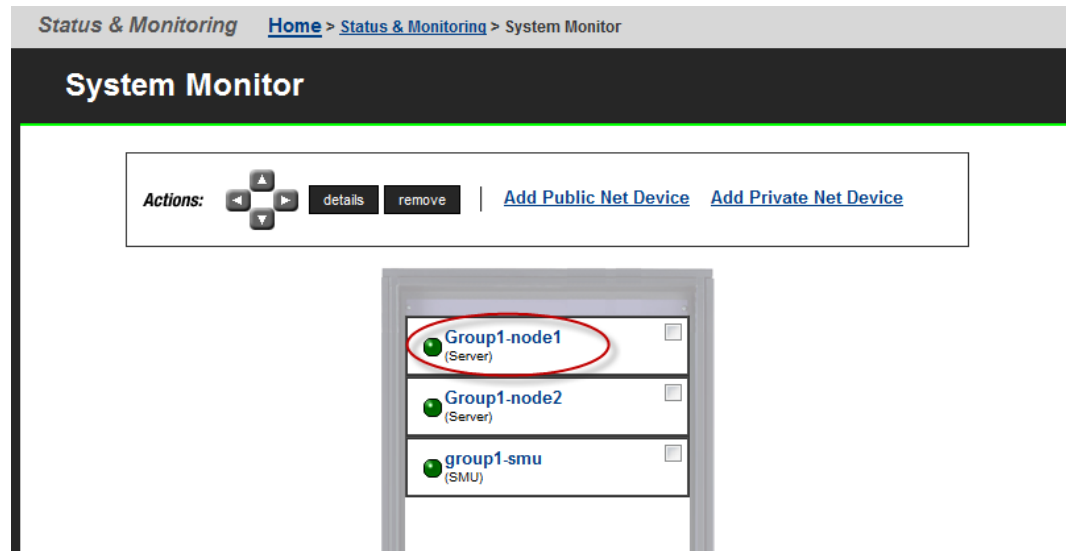 Status & Monitoring Home > Status & Monitoring > System Monitor
System Monitor
Actions: details remove Add Public Net Device Add Private Net Device
Group1-node1
(Server)
Group1-node2
(Server)
group1-smu
(SMU)